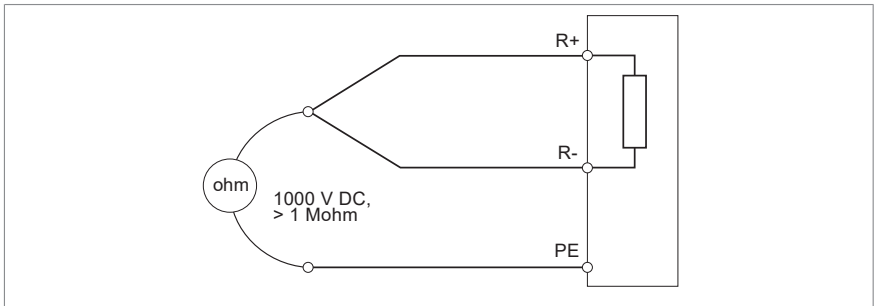 R+
R-
ohm
1000 V DC,
> 1 Mohm
PE